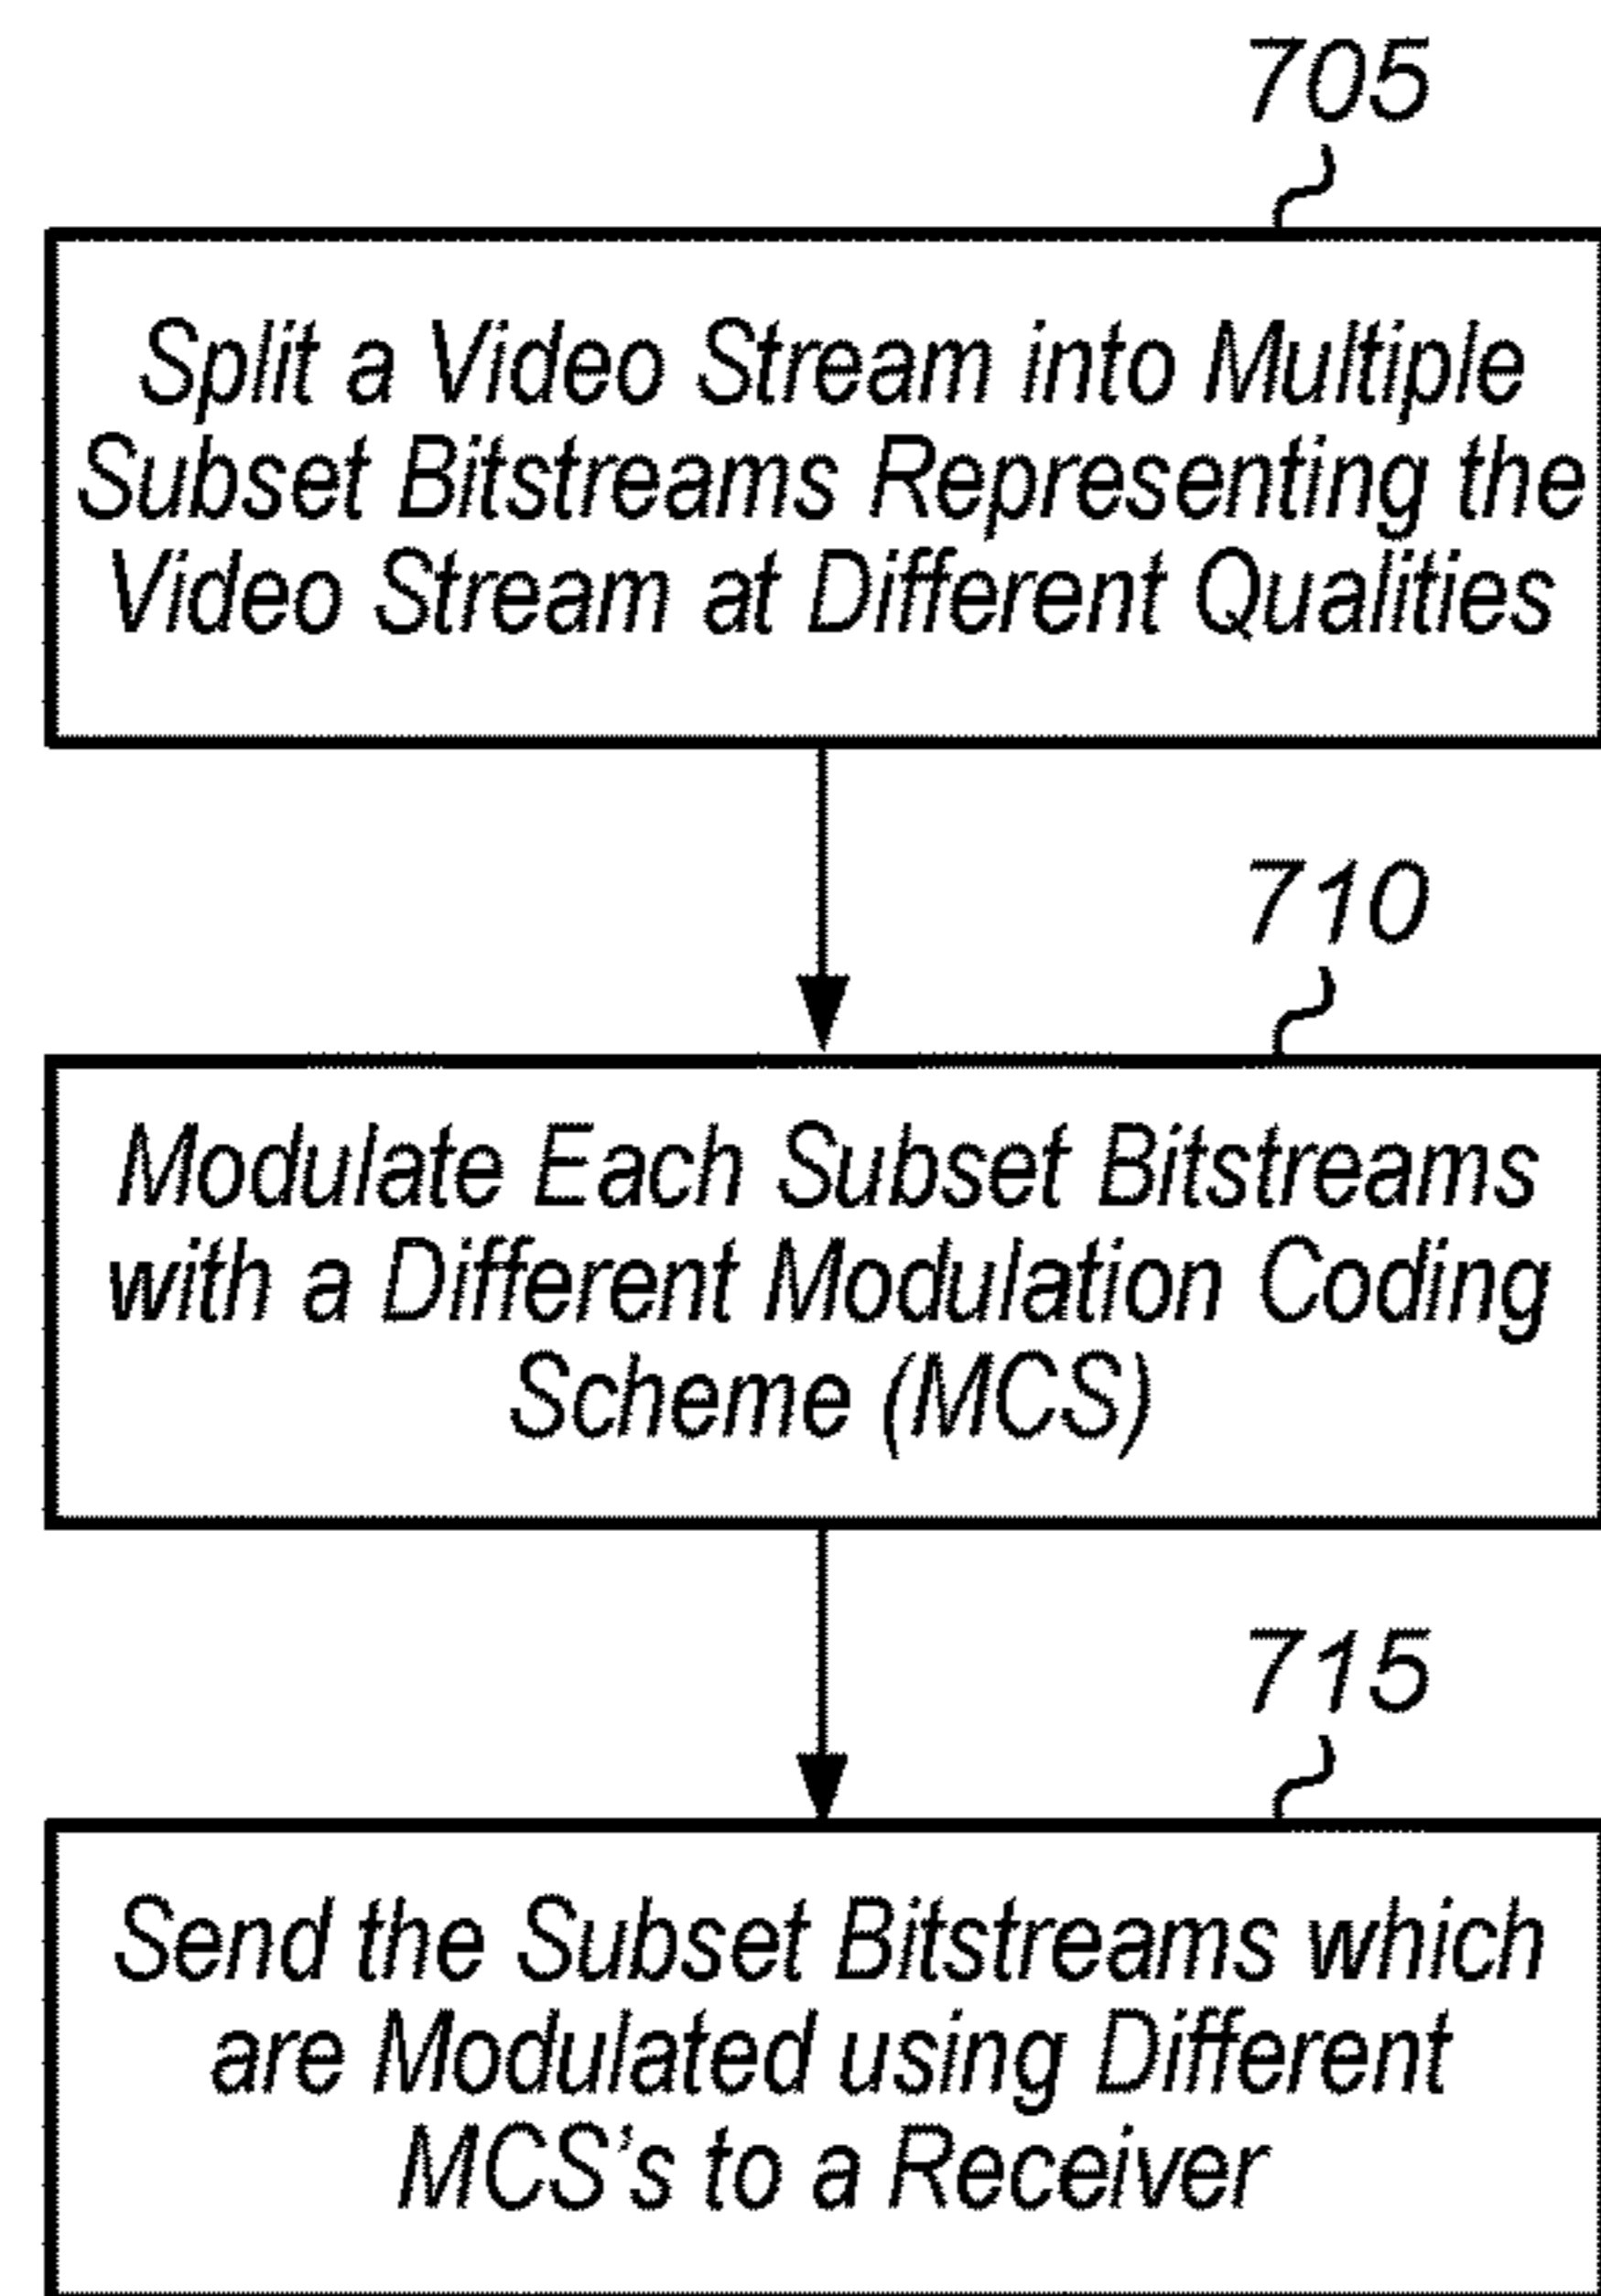 705
Split a Video Stream into Multiple
Subset Bitstreams Representing the
Video Stream at Different Qualities
710
Modulate Each Subset Bitstreams
with a Different Modulation Coding
Scheme (MCS)
715
Send the Subset Bitstreams which
are Modulated using Different
MCS's to a Receiver